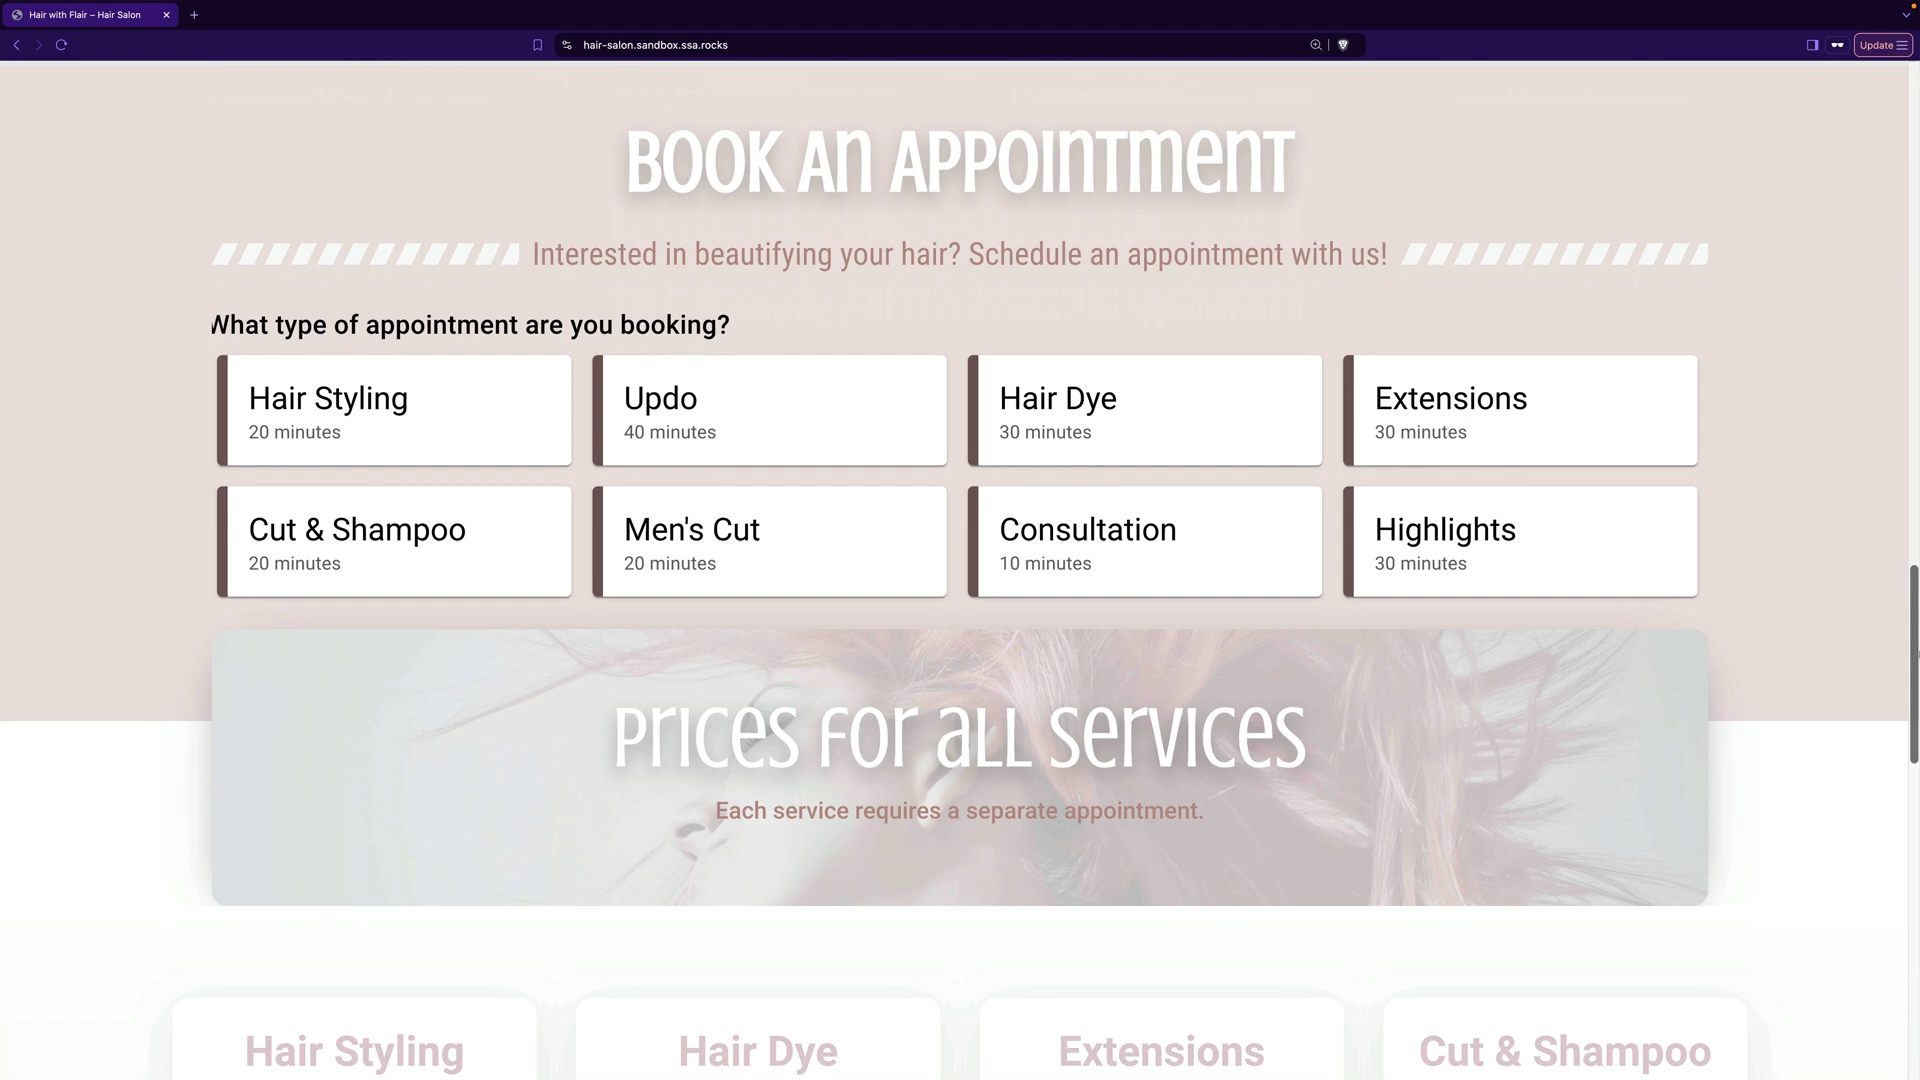 Hair with Flair – Hair Salon
hair-salon.sandbox.ssa.rocks
Update
BOOK An APPOINTMENT
Interested in beautifying your hair? Schedule an appointment with us!
What type of appointment are you booking?
Hair Styling
20 minutes
Updo
40 minutes
Hair Dye
30 minutes
Extensions
30 minutes
Cut & Shampoo
20 minutes
Men's Cut
20 minutes
Consultation
10 minutes
Highlights
30 minutes
Prices for all services
Each service requires a separate appointment.
Hair Styling
Hair Dye
Extensions
Cut & Shampoo